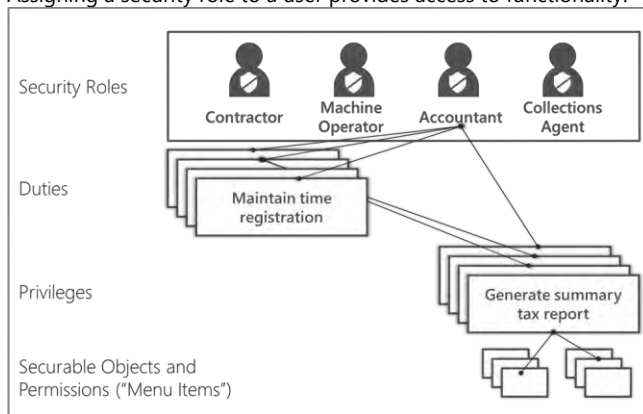 Assigning a security role to a user provides access to functionality.
Security Roles
Contractor
Machine
Operator
Accountant
Collections
Agent
Duties
Maintain time
registration
Privileges
Generate summary
tax report
Securable Objects and
Permissions ("Menu Items")